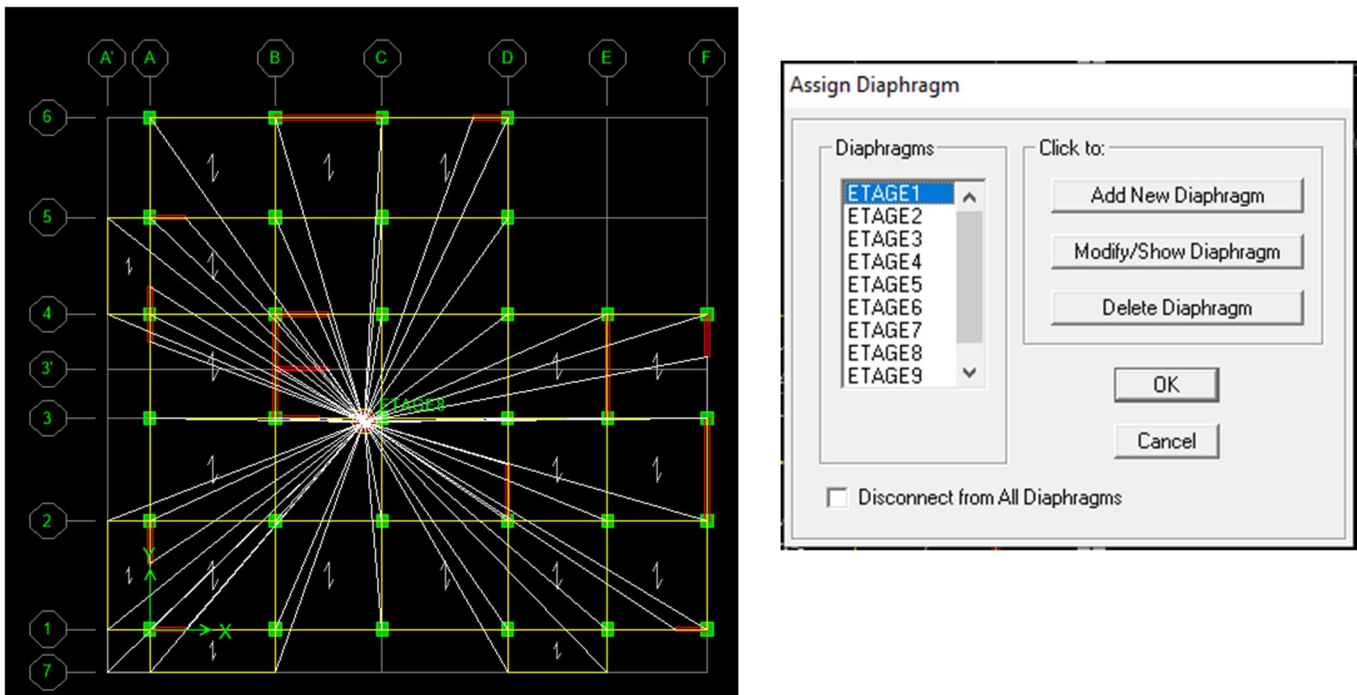 A' A B C D E F
6
5
4
3'
ETAGE8
3
2
Y
1
X
7
Assign Diaphragm
Diaphragms
ETAGE1
ETAGE2
ETAGE3
ETAGE4
ETAGE5
ETAGE6
ETAGE7
ETAGE8
ETAGE9
Click to:
Add New Diaphragm
Modify/Show Diaphragm
Delete Diaphragm
OK
Cancel
Disconnect from All Diaphragms